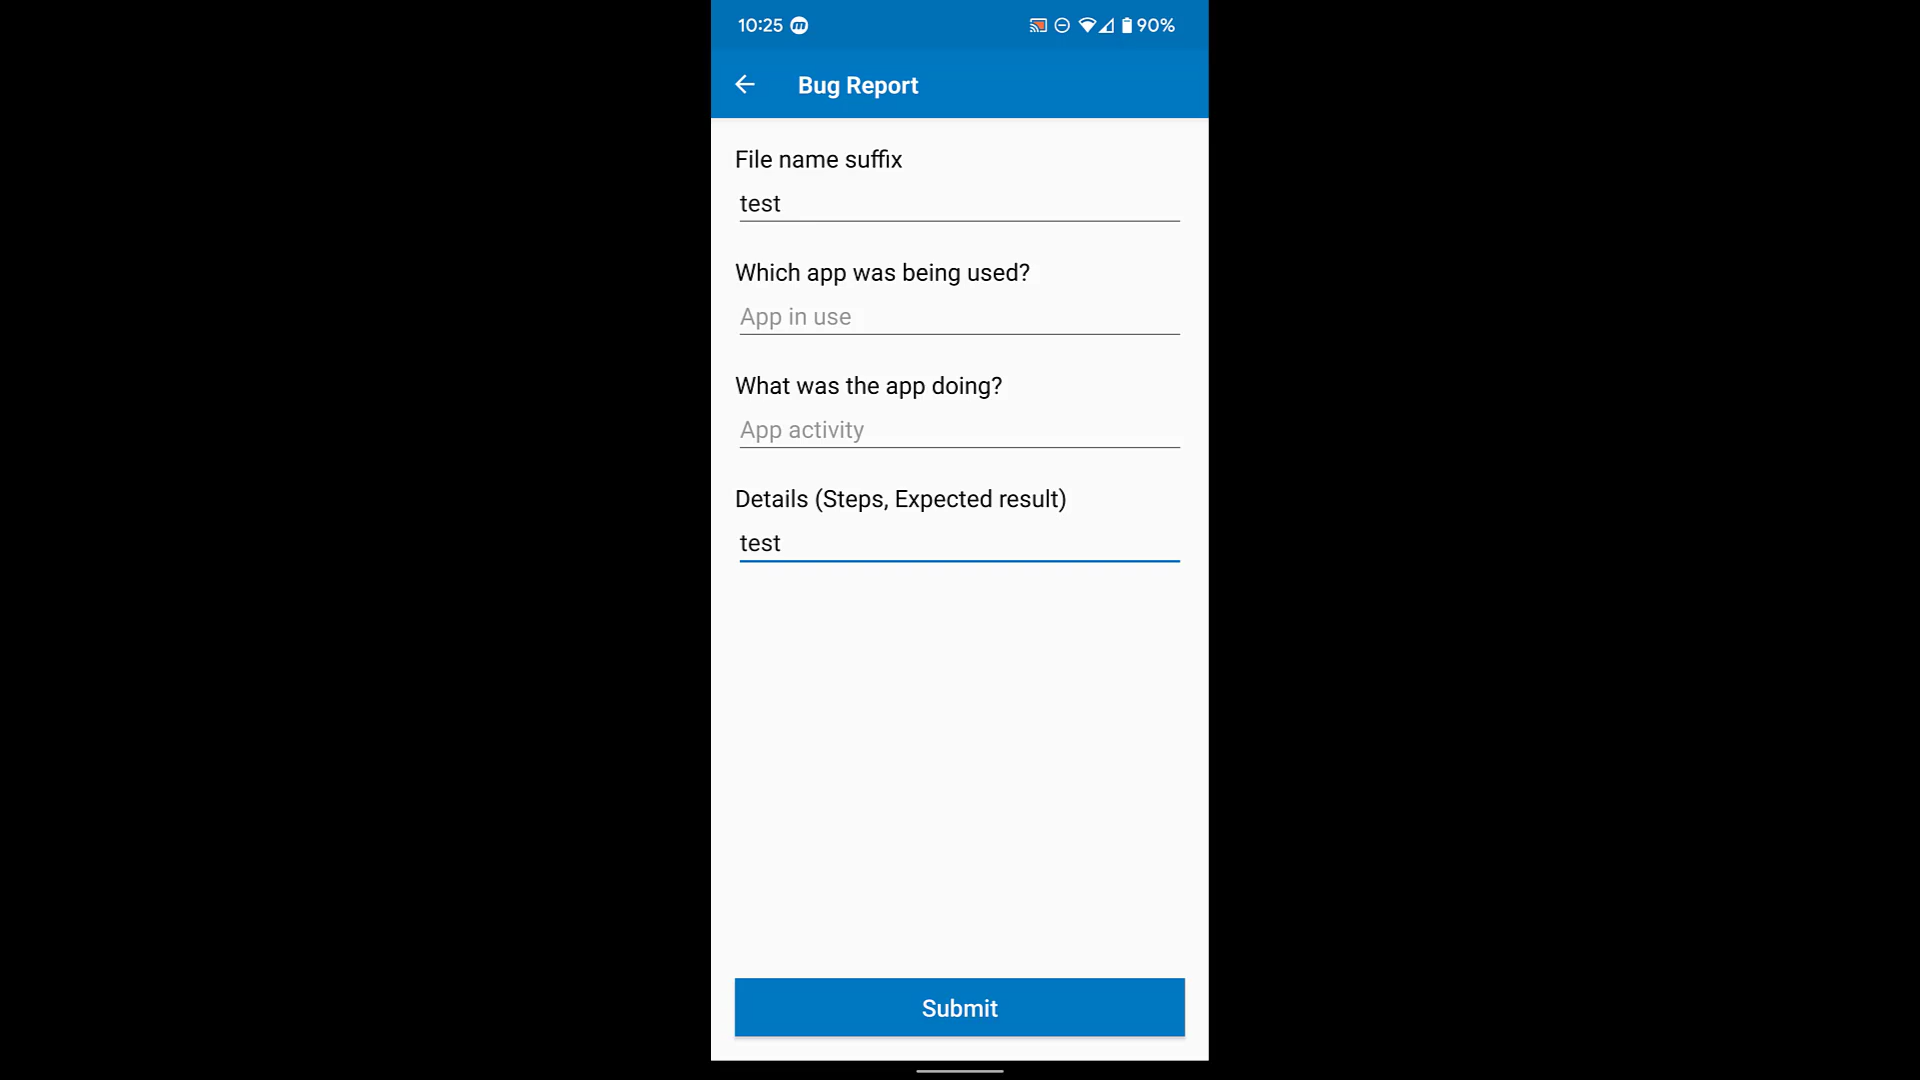 10:25 90%
Bug Report
File name suffix
test
Which app was being used?
App in use
What was the app doing?
App activity
Details (Steps, Expected result)
test
Submit